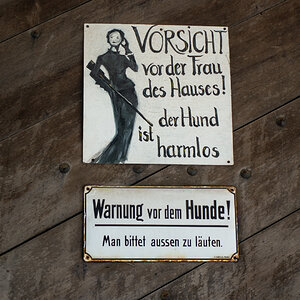 VORSICHT
vor der Frau
des Hauses!
der Hund
ist
harmlos
Warnung vor dem Hunde!
Man bittet aussen zu läuten.